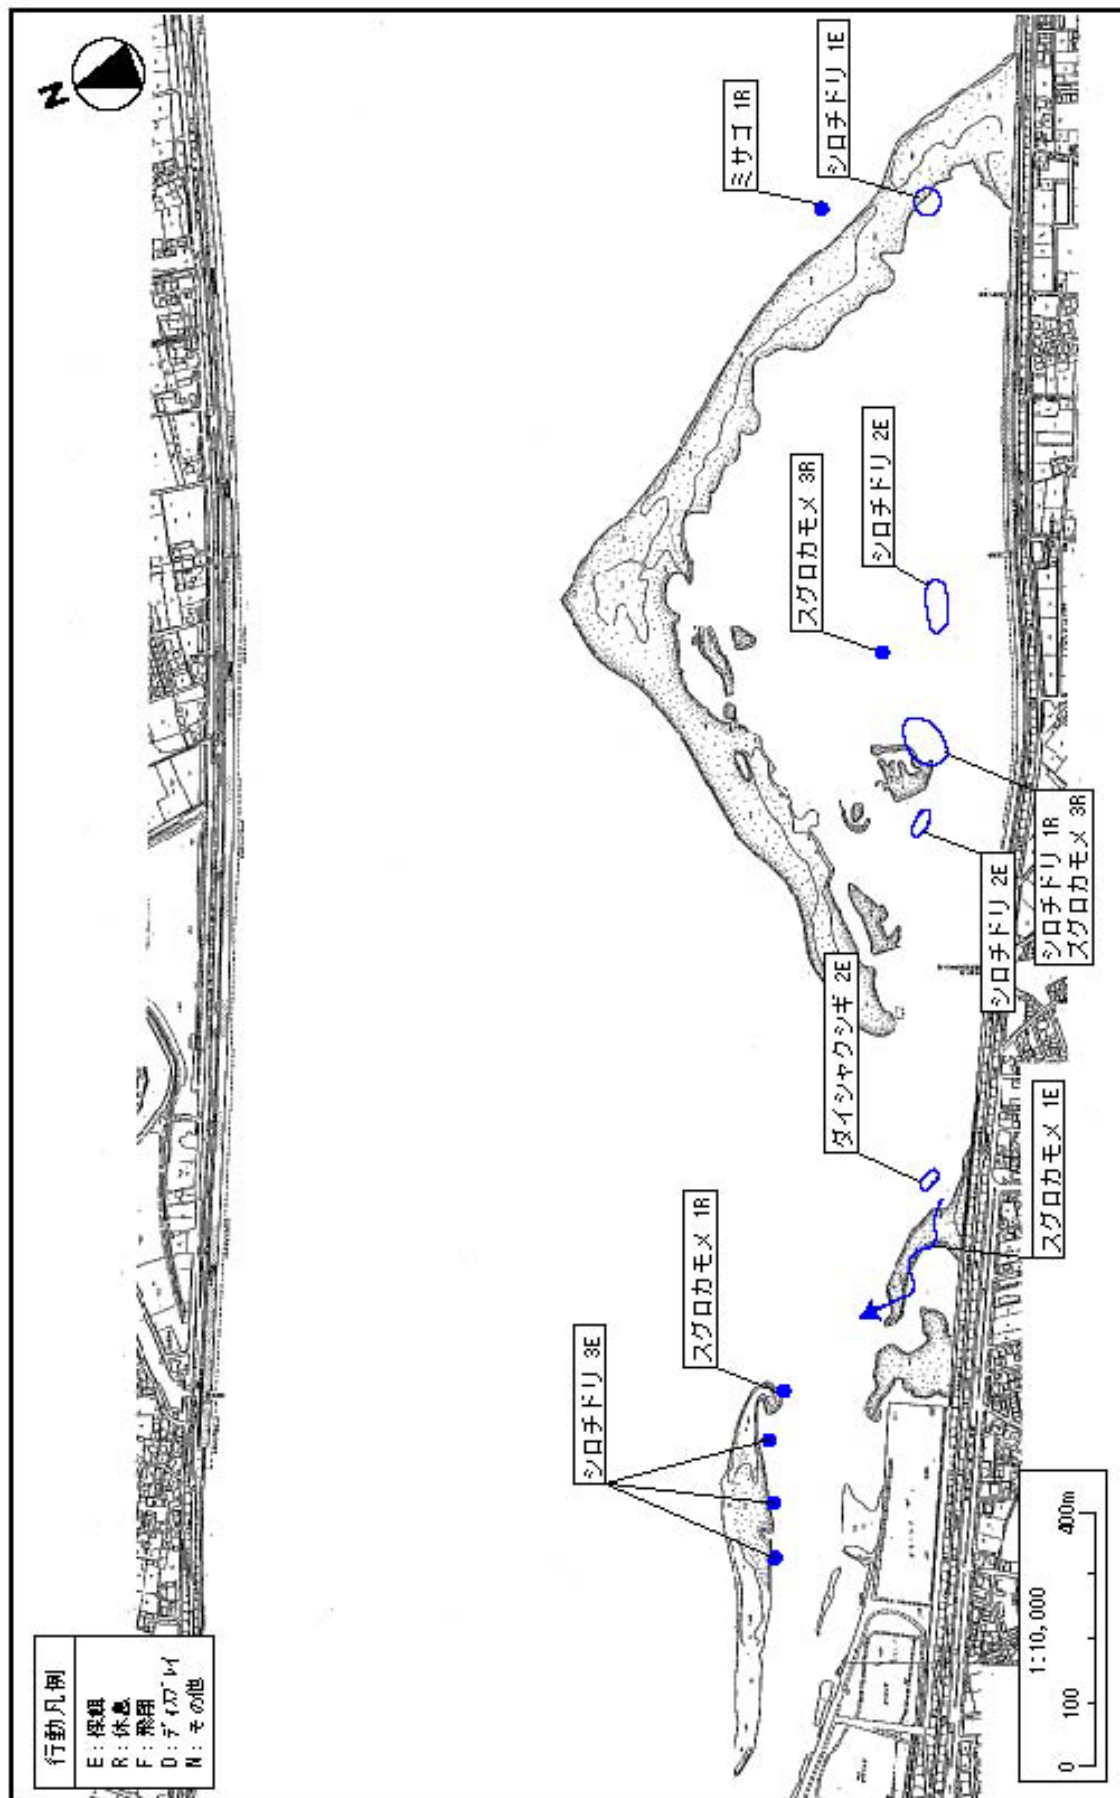 N
ミサゴ 1R
シロチドリ 1E
スグロカモメ 3R
シロチドリ 2E
シロチドリ 1R
スグロカモメ 3R
シロチドリ 2E
ダイシャクシギ 2E
スグロカモメ 1E
スグロカモメ 1R
シロチドリ 3E
行動凡例
E：採餌
R：休息
F：飛翔
D：ディスプレイ
N：その他
1:10,000
0 100 400m